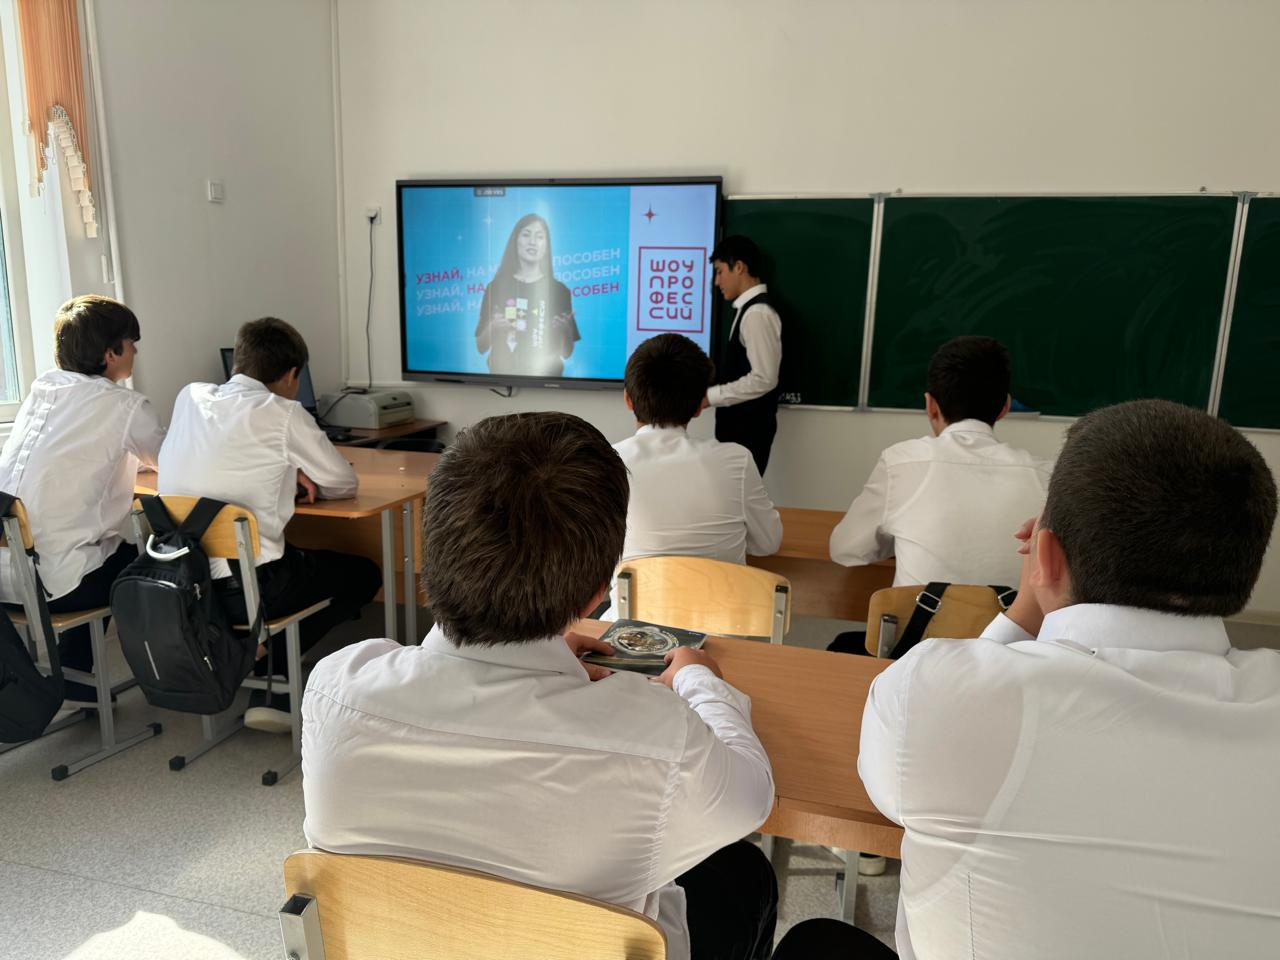 УЗНАЙ, НА ПОСОБЕН
УЗНАЙ, НА ПОСОБЕН
УЗНАЙ, НА СОБЕН
ШОУ
ПРО
ФЕС
СИЙ